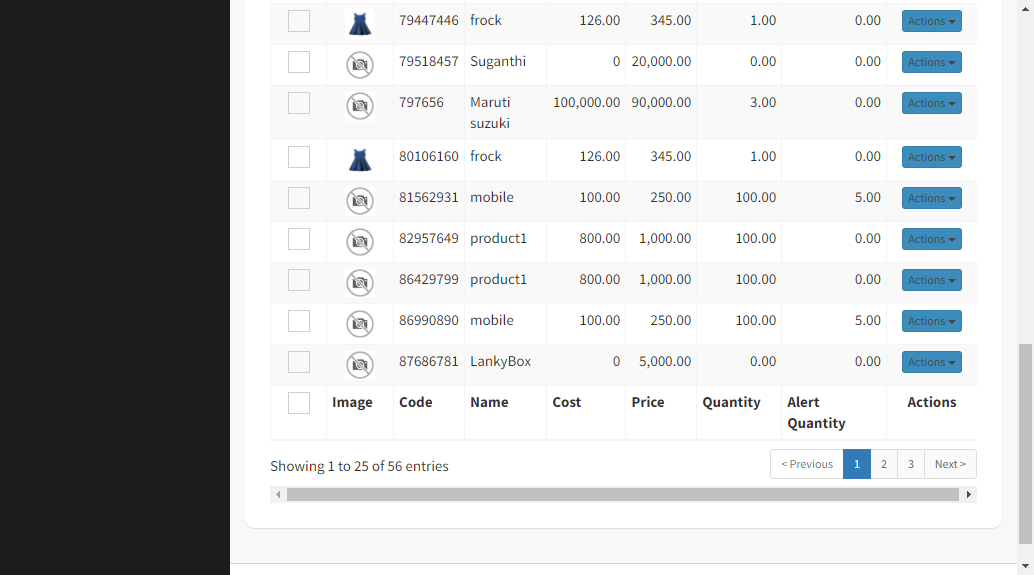 79447446 frock 126.00 345.00 1.00 0.00 Actions
79518457 Suganthi 0 20,000.00 0.00 0.00 Actions
797656 Maruti 100,000.00 90,000.00 3.00 0.00 Actions
suzuki
80106160 frock 126.00 345.00 1.00 0.00 Actions
81562931 mobile 100.00 250.00 100.00 5.00 Actions
82957649 product1 800.00 1,000.00 100.00 0.00 Actions
86429799 product1 800.00 1,000.00 100.00 0.00 Actions
86990890 mobile 100.00 250.00 100.00 5.00 Actions
87686781 LankyBox 0 5,000.00 0.00 0.00 Actions
Image Code Name Cost Price Quantity Alert Actions
Quantity
Showing 1 to 25 of 56 entries < Previous 1 2 3 Next >